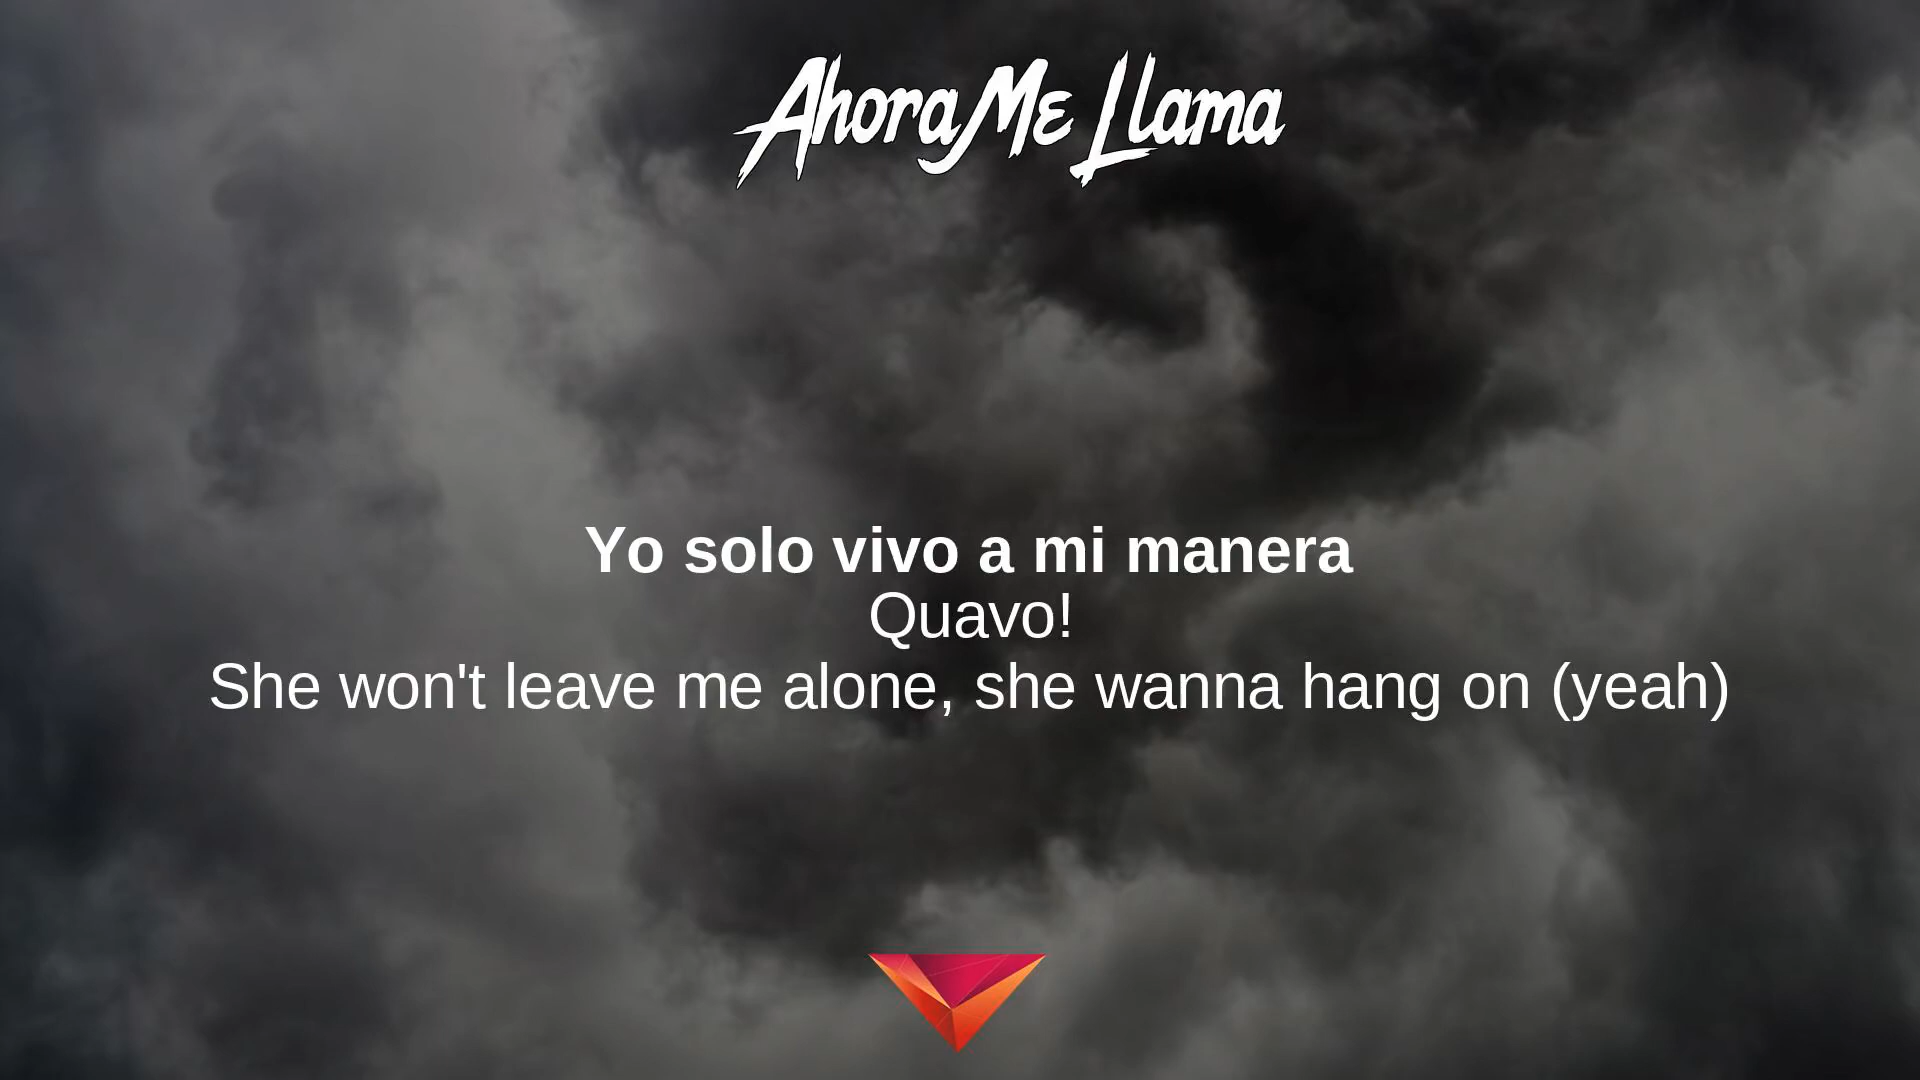 Ahora Me Llama
Yo solo vivo a mi manera
Quavo!
She won't leave me alone, she wanna hang on (yeah)